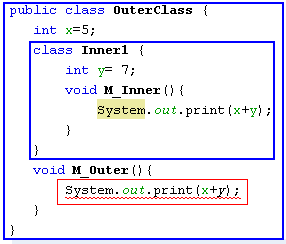 public class OuterClass {
int x=5;
class Inner1 {
int y= 7;
void M_Inner(){
System.out.print(x+y);
}
}
void M_Outer(){
System.out.print(x+y);
}
}